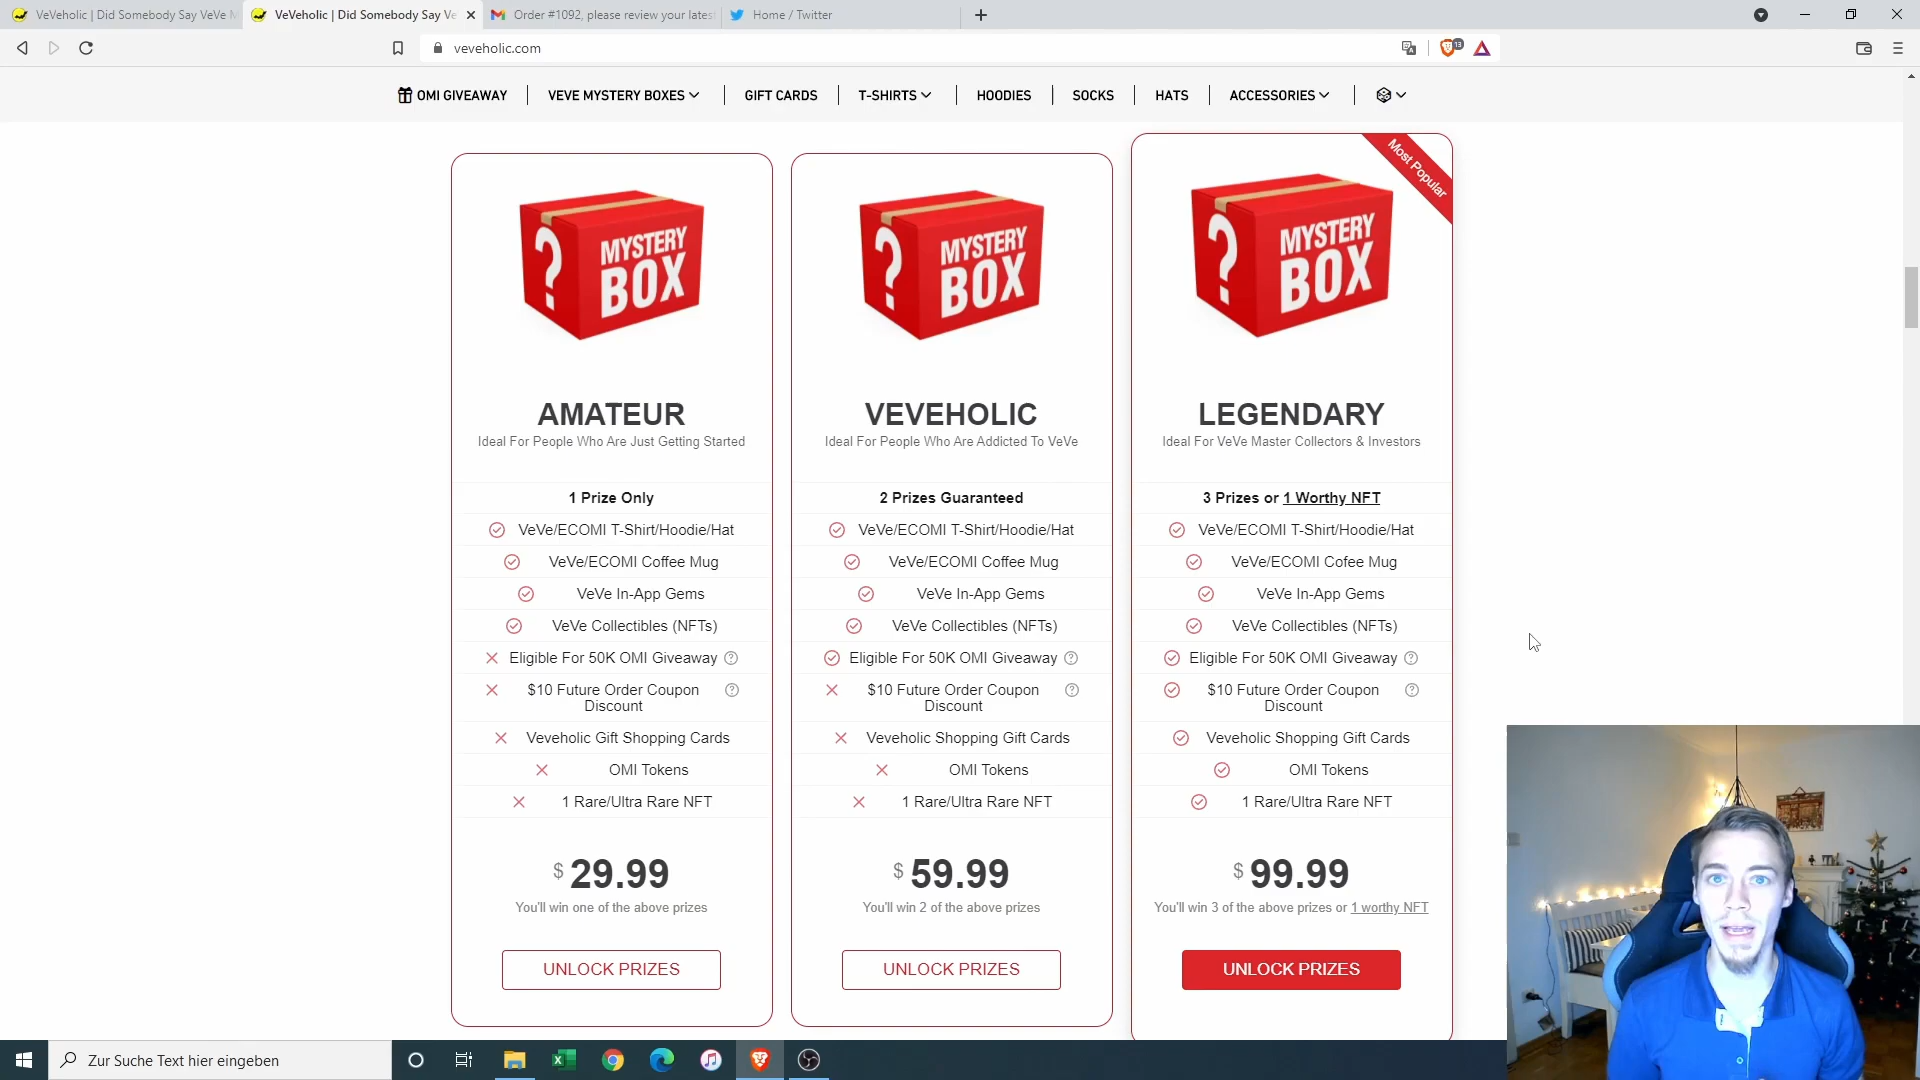 VeVeholic | Did Somebody Say VeVe M
VeVeholic | Did Somebody Say Ve
Order #1092, please review your latest
Home / Twitter
veveholic.com
13
OMI GIVEAWAY
VEVE MYSTERY BOXES
GIFT CARDS
T-SHIRTS
HOODIES
SOCKS
HATS
ACCESSORIES
? MYSTERY BOX
AMATEUR
Ideal For People Who Are Just Getting Started
1 Prize Only
VeVe/ECOMI T-Shirt/Hoodie/Hat
VeVe/ECOMI Coffee Mug
VeVe In-App Gems
VeVe Collectibles (NFTs)
Eligible For 50K OMI Giveaway ?
$10 Future Order Coupon ?
Discount
Veveholic Gift Shopping Cards
OMI Tokens
1 Rare/Ultra Rare NFT
$ 29.99
You'll win one of the above prizes
UNLOCK PRIZES
? MYSTERY BOX
VEVEHOLIC
Ideal For People Who Are Addicted To VeVe
2 Prizes Guaranteed
VeVe/ECOMI T-Shirt/Hoodie/Hat
VeVe/ECOMI Coffee Mug
VeVe In-App Gems
VeVe Collectibles (NFTs)
Eligible For 50K OMI Giveaway ?
$10 Future Order Coupon ?
Discount
Veveholic Shopping Gift Cards
OMI Tokens
1 Rare/Ultra Rare NFT
$ 59.99
You'll win 2 of the above prizes
UNLOCK PRIZES
Most Popular
? MYSTERY BOX
LEGENDARY
Ideal For VeVe Master Collectors & Investors
3 Prizes or 1 Worthy NFT
VeVe/ECOMI T-Shirt/Hoodie/Hat
VeVe/ECOMI Cofee Mug
VeVe In-App Gems
VeVe Collectibles (NFTs)
Eligible For 50K OMI Giveaway ?
$10 Future Order Coupon ?
Discount
Veveholic Shopping Gift Cards
OMI Tokens
1 Rare/Ultra Rare NFT
$ 99.99
You'll win 3 of the above prizes or 1 worthy NFT
UNLOCK PRIZES
Zur Suche Text hier eingeben